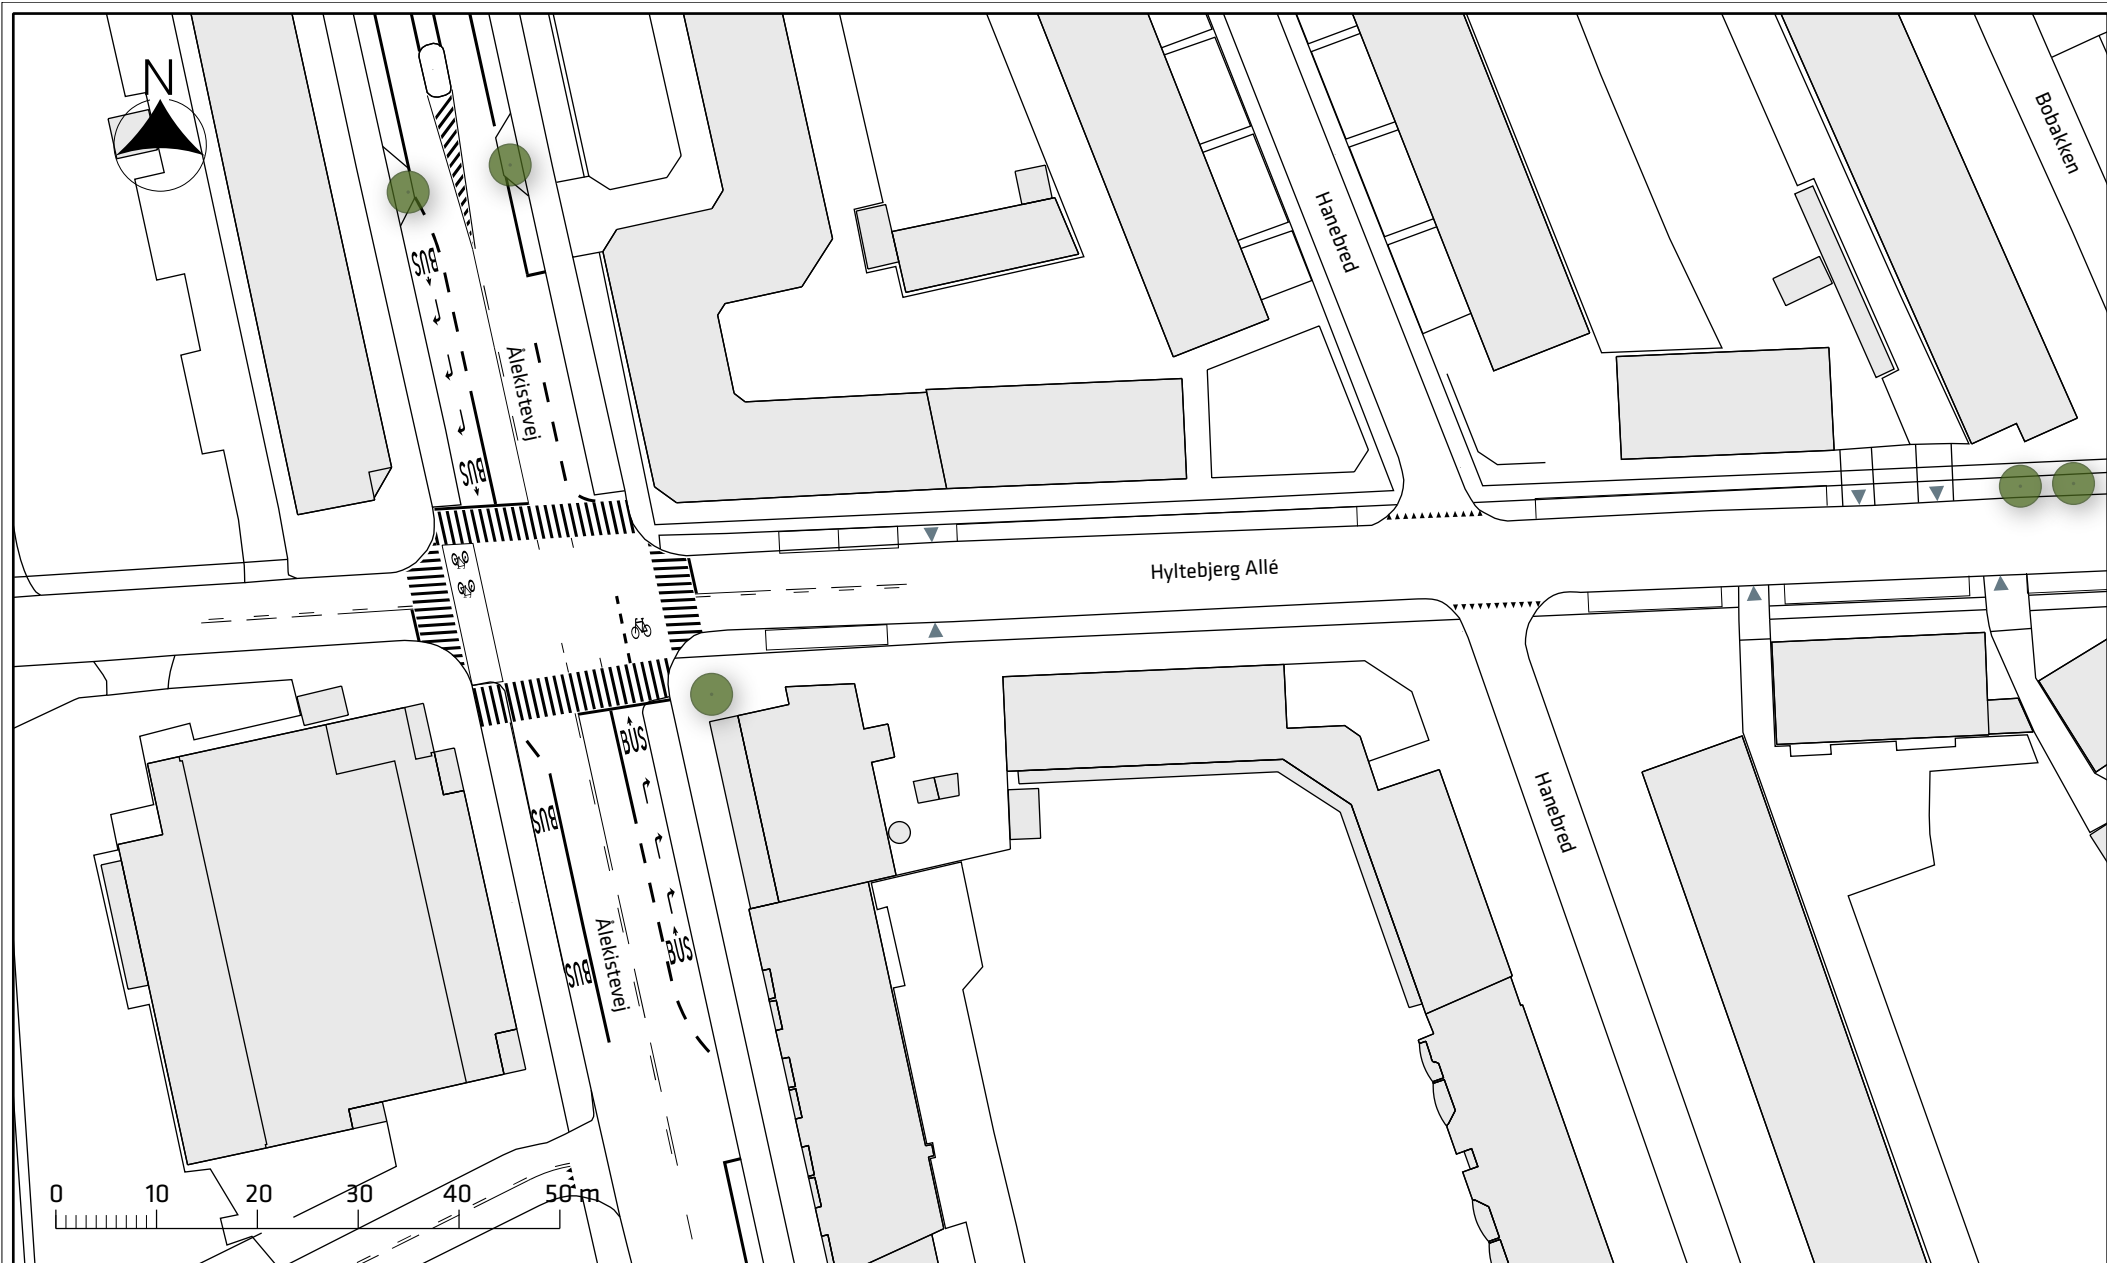 N
Bobakken
Hanebred
BUS
Ålekistevej
BUS
Hyltebjerg Allé
BUS
Hanebred
BUS
Ålekistevej
BUS
BUS
0 10 20 30 40 50 m